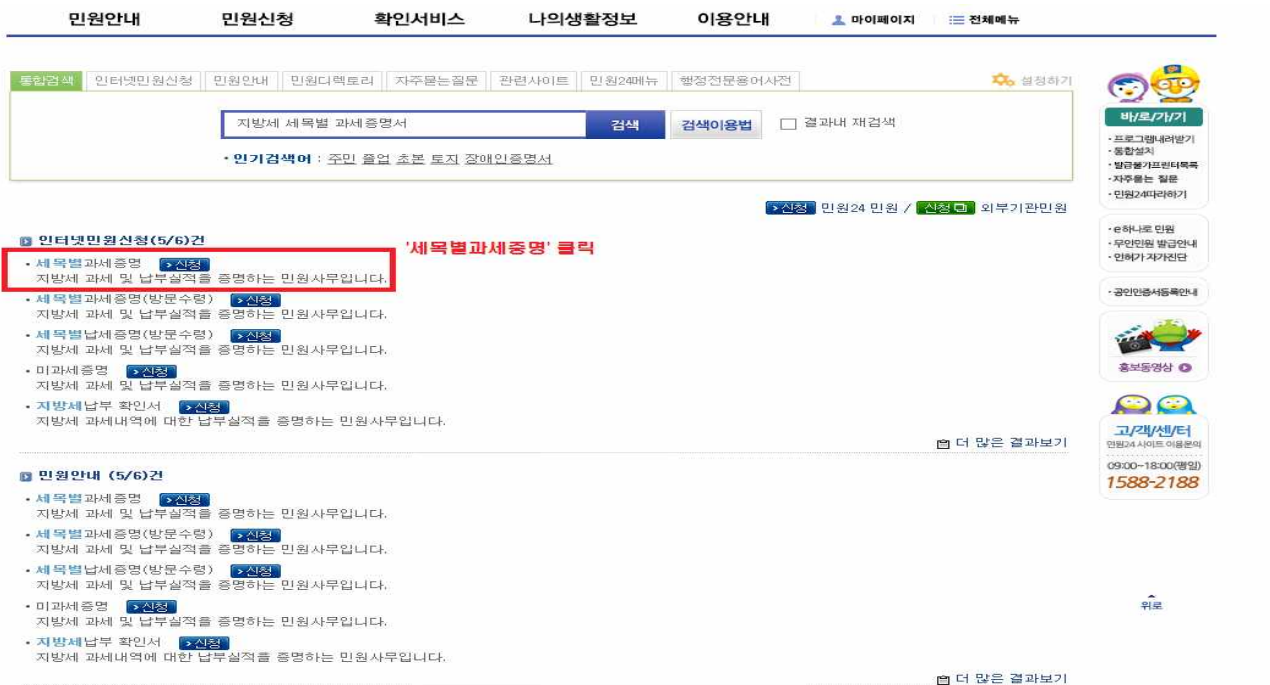 민원안내 민원신청 확인서비스 나의생활정보 이용안내 마이페이지 전체메뉴
통합검색 인터넷민원신청 민원안내 민원디렉토리 자주묻는질문 관련사이트 민원24메뉴 행정전문용어사전 설정하기
지방세 세목별 과세증명서 검색 검색이용법 결과내 재검색
• 인기검색어 : 주민 졸업 초본 토지 장애인증명서
신청 민원24 민원 / 신청 외부기관민원
인터넷민원신청(5/6)건
'세목별과세증명' 클릭
• 세목별과세증명 신청
지방세 과세 및 납부실적을 증명하는 민원사무입니다.
• 세목별과세증명(방문수령) 신청
지방세 과세 및 납부실적을 증명하는 민원사무입니다.
• 세목별납세증명(방문수령) 신청
지방세 과세 및 납부실적을 증명하는 민원사무입니다.
• 미과세증명 신청
지방세 과세 및 납부실적을 증명하는 민원사무입니다.
• 지방세납부 확인서 신청
지방세 과세내역에 대한 납부실적을 증명하는 민원사무입니다.
더 많은 결과보기
민원안내 (5/6)건
• 세목별과세증명 신청
지방세 과세 및 납부실적을 증명하는 민원사무입니다.
• 세목별과세증명(방문수령) 신청
지방세 과세 및 납부실적을 증명하는 민원사무입니다.
• 세목별납세증명(방문수령) 신청
지방세 과세 및 납부실적을 증명하는 민원사무입니다.
• 미과세증명 신청
지방세 과세 및 납부실적을 증명하는 민원사무입니다.
• 지방세납부 확인서 신청
지방세 과세내역에 대한 납부실적을 증명하는 민원사무입니다.
더 많은 결과보기
바/로/가/기
• 프로그램내려받기
• 통합설치
• 발급불가프린터목록
• 자주묻는 질문
• 민원24따라하기
• e하나로 민원
• 무인민원 발급안내
• 인허가 자가진단
• 공인인증서등록안내
홍보동영상
고/객/센/터
민원24 사이트 이용문의
09:00~18:00(평일)
1588-2188
위로